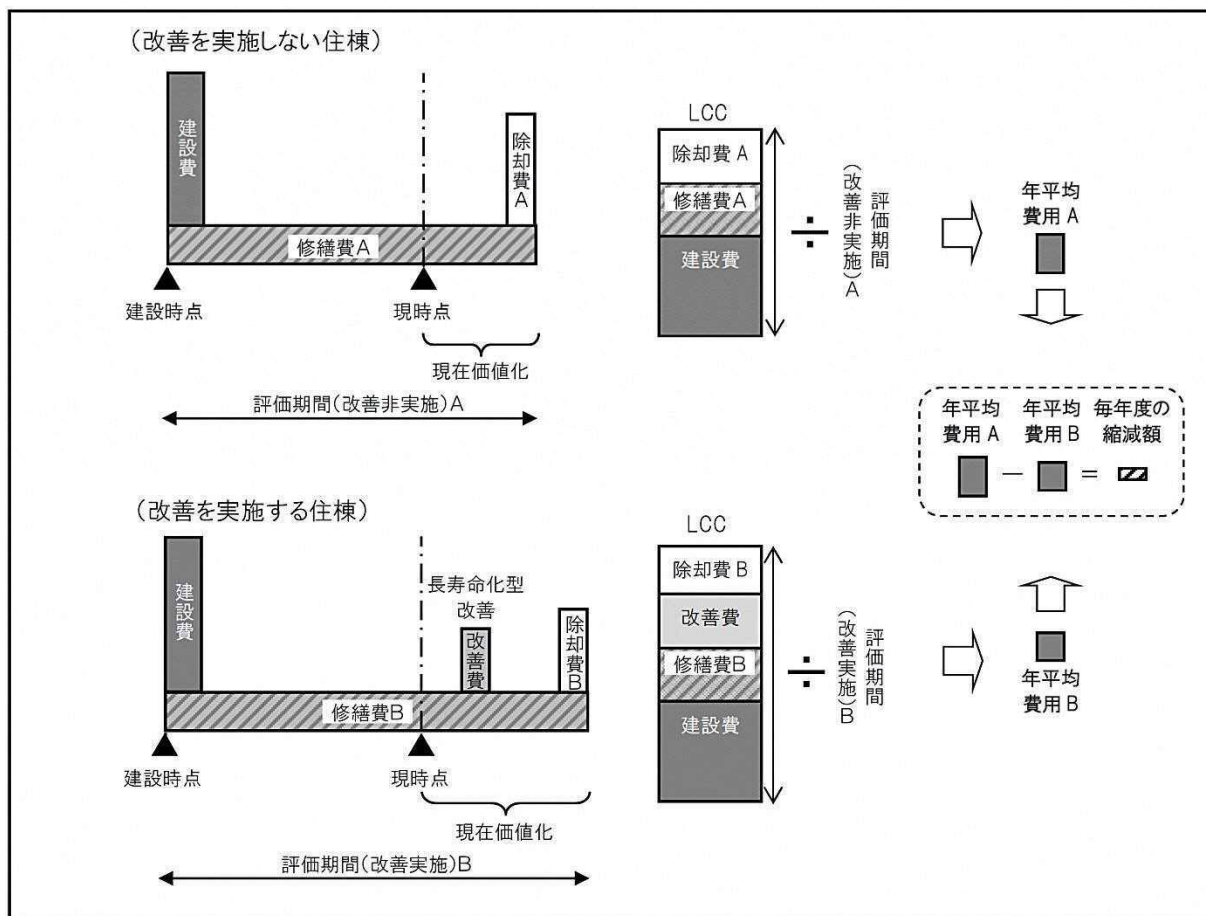 (改善を実施しない住棟)
建設費
修繕費A
除却費A
建設時点
現時点
現在価値化
評価期間(改善非実施)A
LCC
除却費A
修繕費A
建設費
÷
評価期間
(改善非実施)A
年平均
費用A
年平均
費用A
年平均
費用B
毎年度の
縮減額
— =
(改善を実施する住棟)
建設費
長寿命化型
改善
改善費
除却費B
修繕費B
建設時点
現時点
現在価値化
評価期間(改善実施)B
LCC
除却費B
改善費
修繕費B
建設費
÷
評価期間
(改善実施)B
年平均
費用B